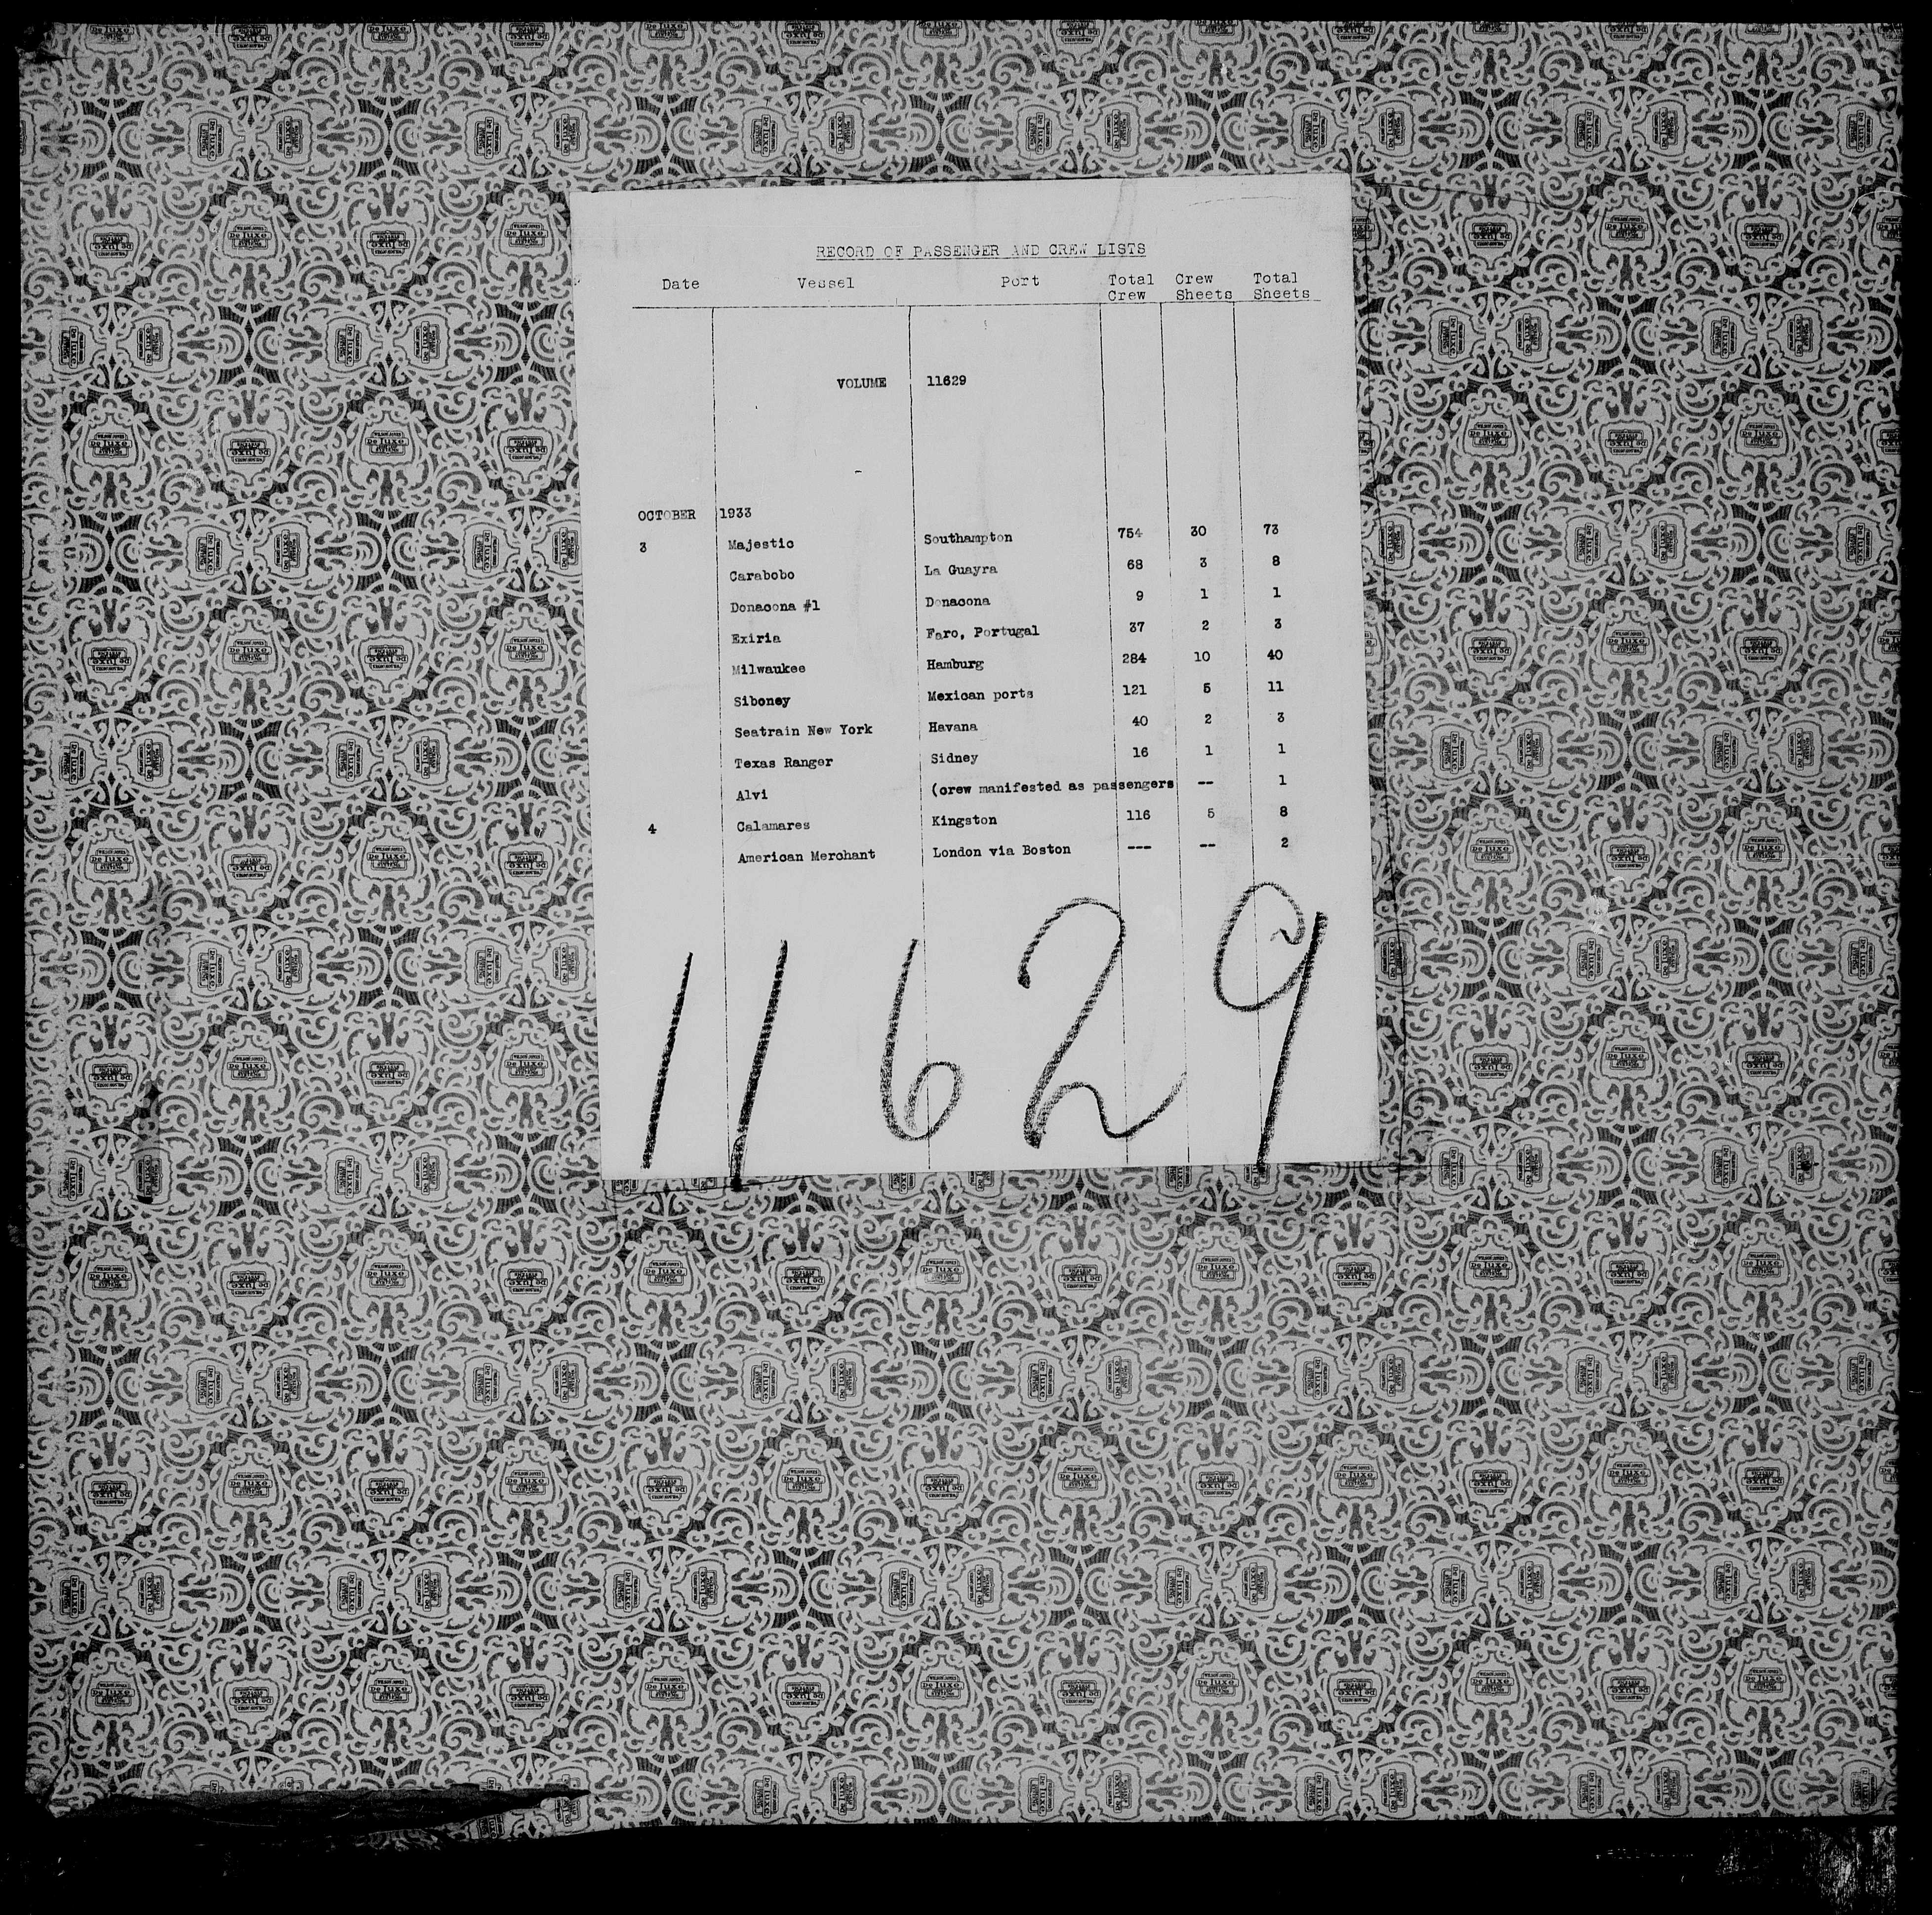 RECORD OF PASSENGER AND CREW LISTS
Date Vessel Port Total Crew Crew Sheets Total Sheets
VOLUME 11629
OCTOBER 1933
3 Majestic Southampton 754 30 73
Carabobo La Guayra 68 3 8
Donacona #1 Donacona 9 1 1
Exiria Faro, Portugal 37 2 3
Milwaukee Hamburg 284 10 40
Siboney Mexican ports 121 5 11
Seatrain New York Havana 40 2 3
Texas Ranger Sidney 16 1 1
Alvi (crew manifested as passengers -- 1
4 Calamares Kingston 116 5 8
American Merchant London via Boston --- -- 2
11629
WILSON JONES
De luxe